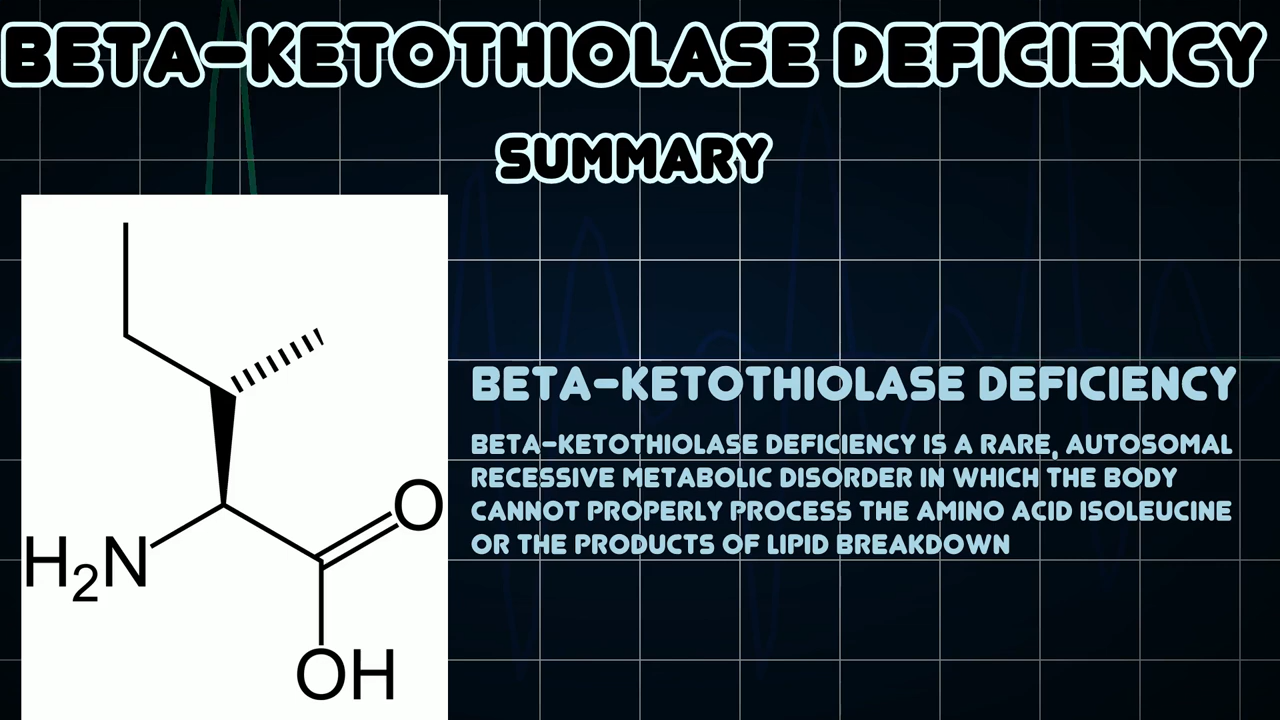 BETA-KETOTHIOLASE DEFICIENCY
SUMMARY
BETA-KETOTHIOLASE DEFICIENCY
BETA-KETOTHIOLASE DEFICIENCY IS A RARE, AUTOSOMAL
RECESSIVE METABOLIC DISORDER IN WHICH THE BODY
CANNOT PROPERLY PROCESS THE AMINO ACID ISOLEUCINE
OR THE PRODUCTS OF LIPID BREAKDOWN
O
H₂N
OH